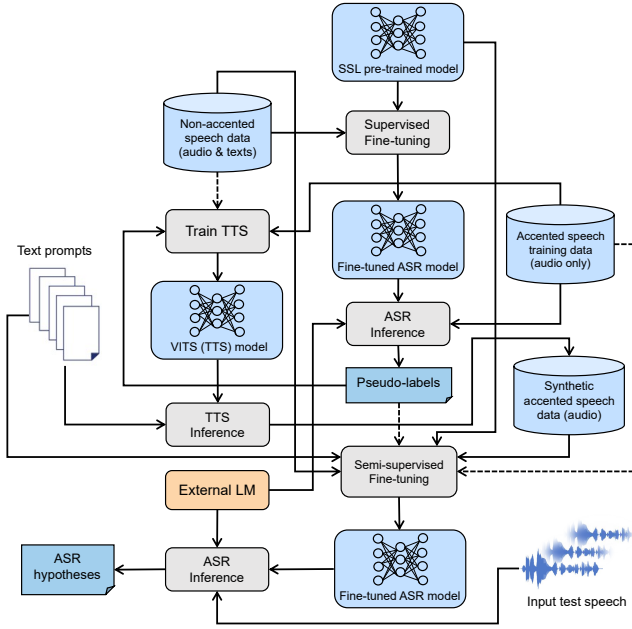 SSL pre-trained model
Non-accented
speech data
(audio & texts)
Supervised
Fine-tuning
Train TTS
Fine-tuned ASR model
Accented speech
training data
(audio only)
Text prompts
VITS (TTS) model
ASR
Inference
Pseudo-labels
Synthetic
accented speech
data (audio)
TTS
Inference
Semi-supervised
Fine-tuning
External LM
ASR
hypotheses
ASR
Inference
Fine-tuned ASR model
Input test speech